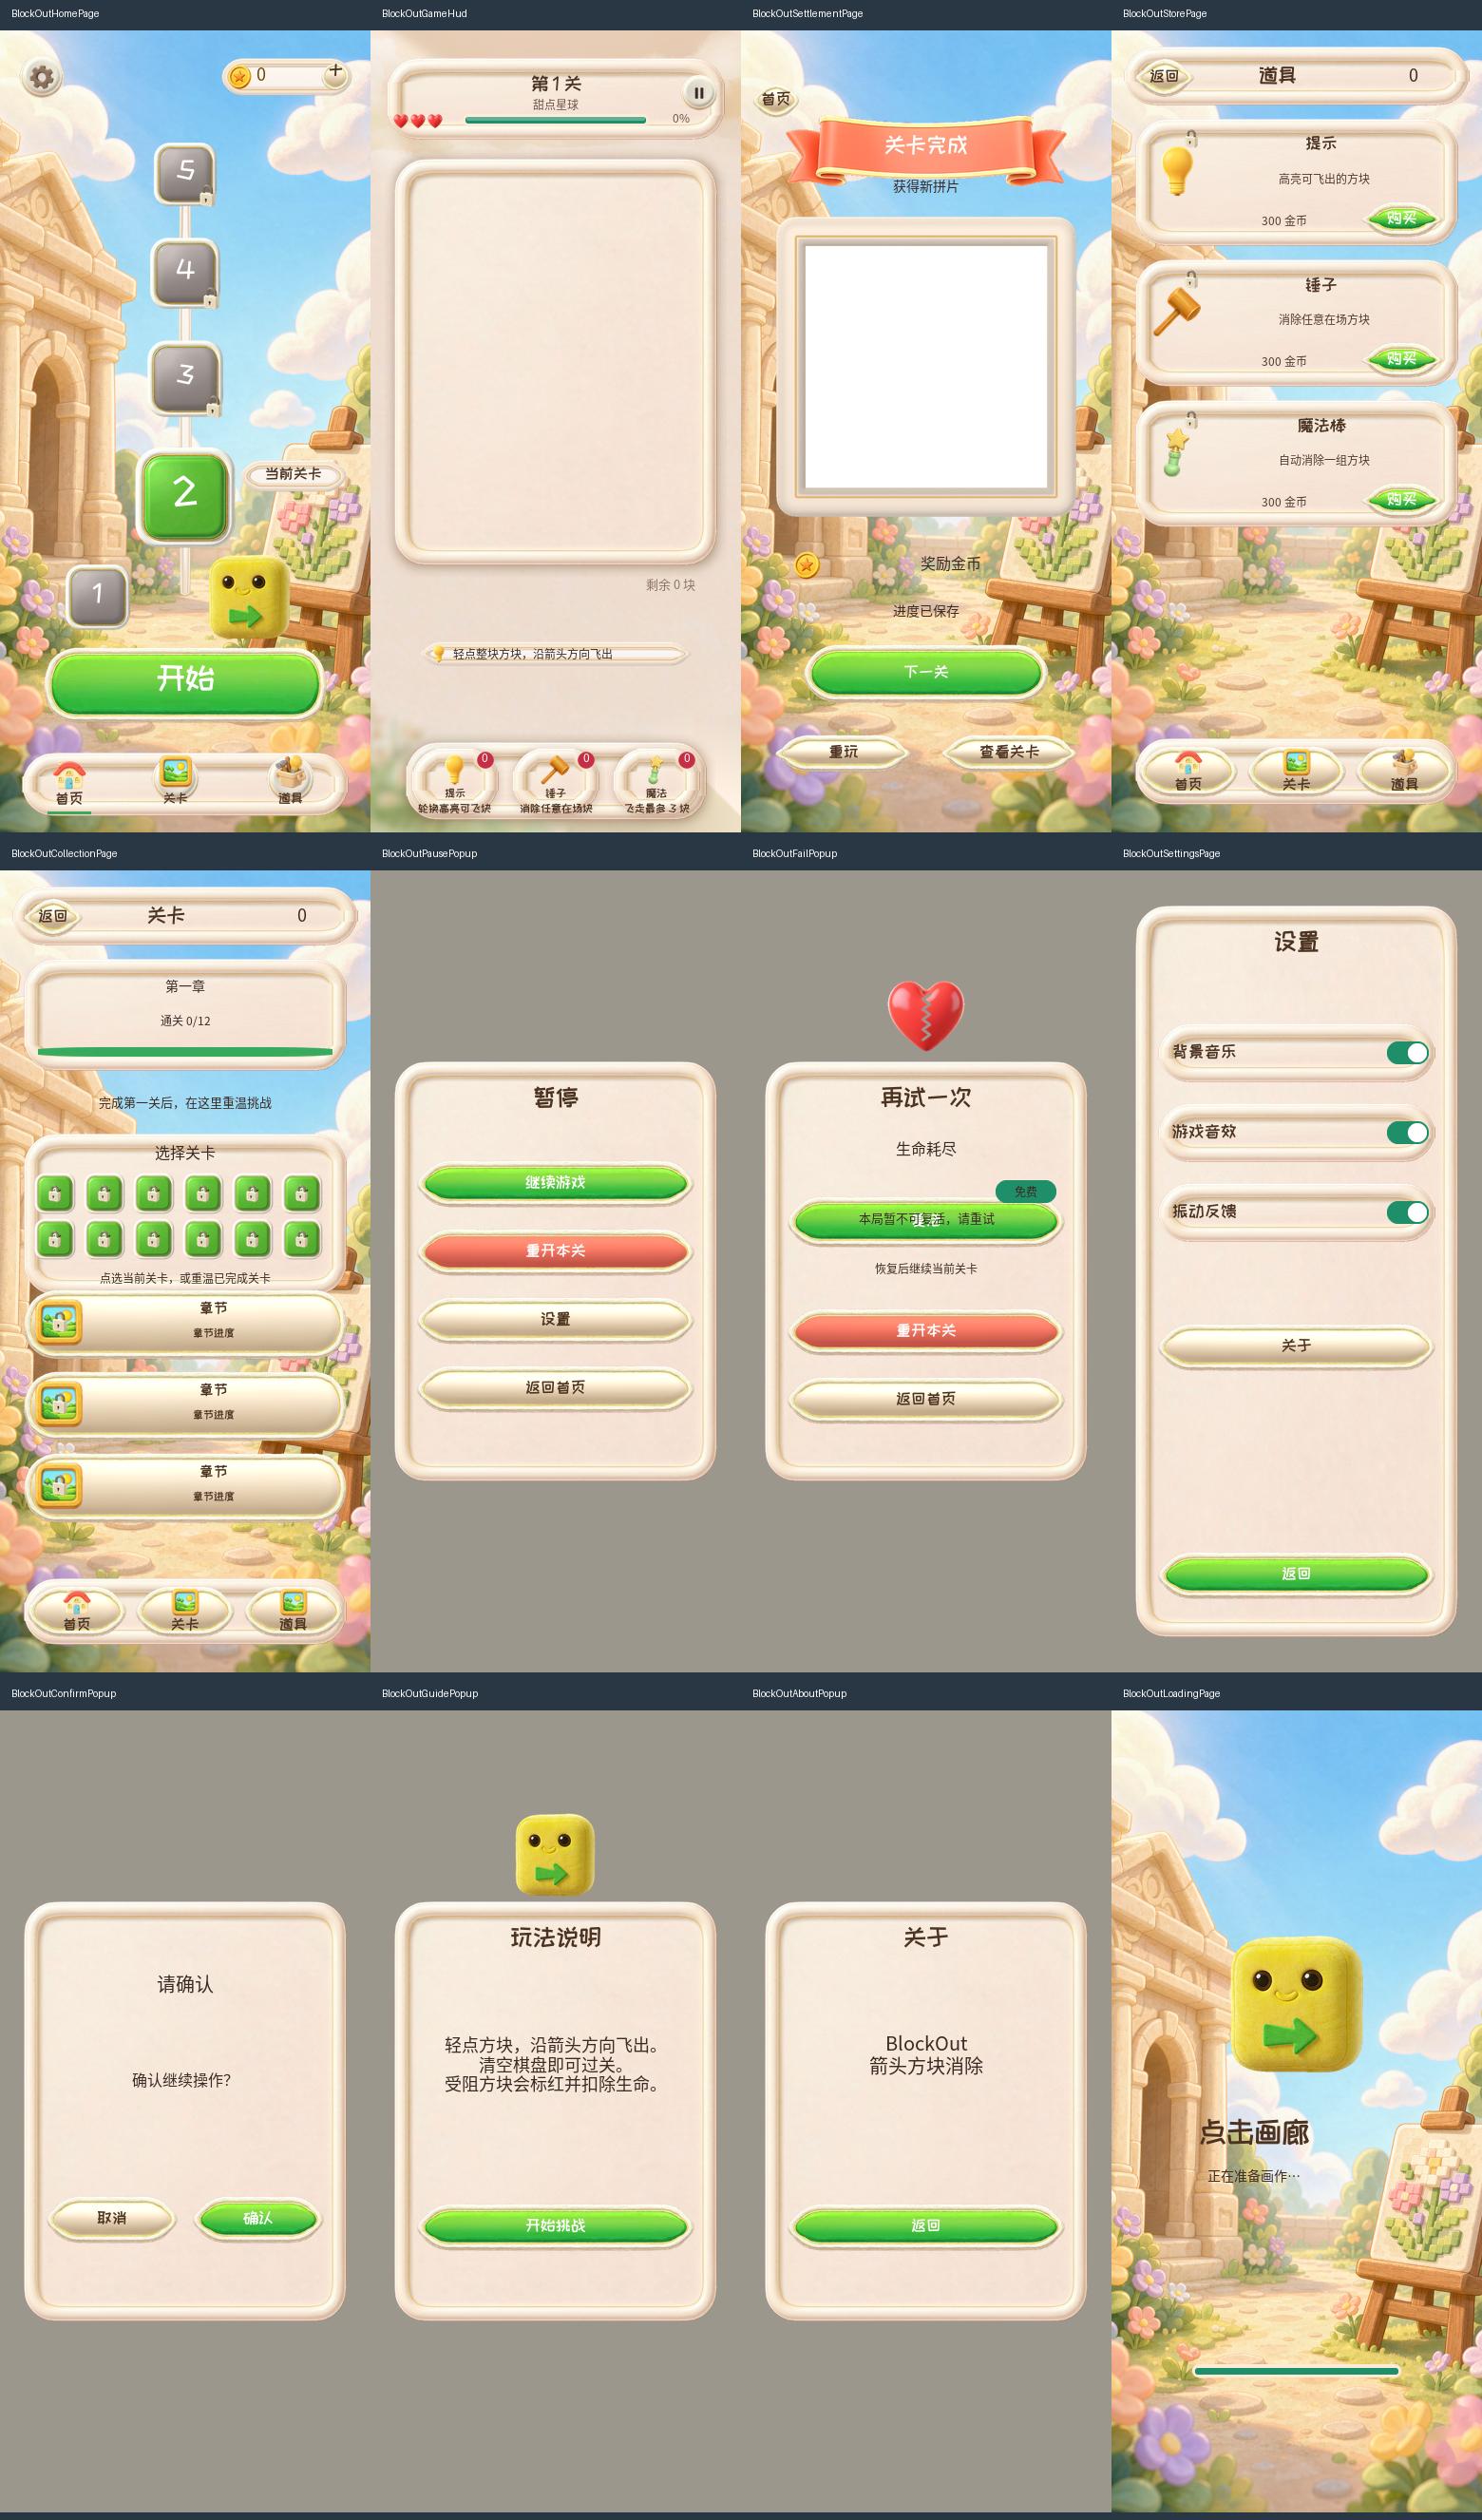 BlockOutHomePage
0
+
5
4
3
2
当前关卡
1
开始
首页
关卡
道具
BlockOutGameHud
第1关
甜点星球
0%
剩余 0 块
轻点整块方块，沿箭头方向飞出
0
0
0
提示
锤子
魔法
轮换高亮可飞块
消除任意在场块
飞走最多 3 块
BlockOutSettlementPage
首页
关卡完成
获得新拼片
奖励金币
进度已保存
下一关
重玩
查看关卡
BlockOutStorePage
返回
道具
0
提示
高亮可飞出的方块
300 金币
购买
锤子
消除任意在场方块
300 金币
购买
魔法棒
自动消除一组方块
300 金币
购买
首页
关卡
道具
BlockOutCollectionPage
返回
关卡
0
第一章
通关 0/12
完成第一关后，在这里重温挑战
选择关卡
点选当前关卡，或重温已完成关卡
章节
章节进度
章节
章节进度
章节
章节进度
首页
关卡
道具
BlockOutPausePopup
暂停
继续游戏
重开本关
设置
返回首页
BlockOutFailPopup
再试一次
生命耗尽
免费
本局暂不可复活，请重试
恢复后继续当前关卡
重开本关
返回首页
BlockOutSettingsPage
设置
背景音乐
游戏音效
振动反馈
关于
返回
BlockOutConfirmPopup
请确认
确认继续操作?
取消
确认
BlockOutGuidePopup
玩法说明
轻点方块，沿箭头方向飞出。
清空棋盘即可过关。
受阻方块会标红并扣除生命。
开始挑战
BlockOutAboutPopup
关于
BlockOut
箭头方块消除
返回
BlockOutLoadingPage
点击画廊
正在准备画作…